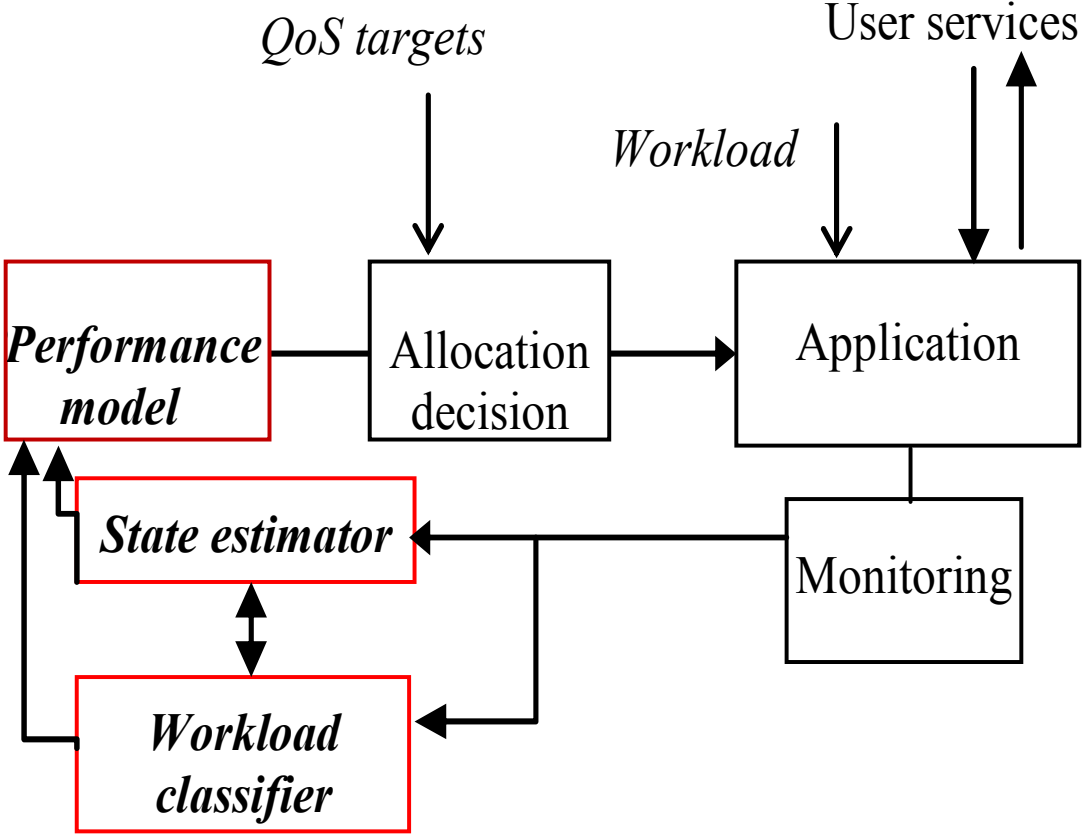 User services
QoS targets
Workload
Performance
model
Allocation
decision
Application
State estimator
Monitoring
Workload
classifier